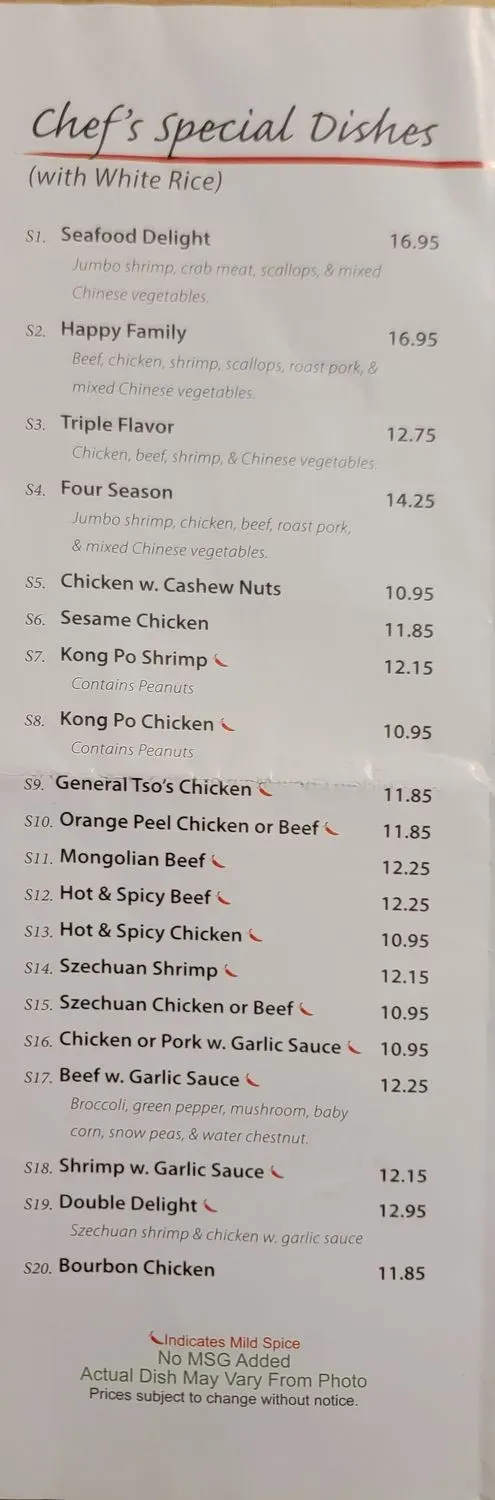 Chef's Special Dishes
(with White Rice)
S1. Seafood Delight 16.95
Jumbo shrimp, crab meat, scallops, & mixed
Chinese vegetables.
S2. Happy Family 16.95
Beef, chicken, shrimp, scallops, roast pork, &
mixed Chinese vegetables.
S3. Triple Flavor 12.75
Chicken, beef, shrimp, & Chinese vegetables.
S4. Four Season 14.25
Jumbo shrimp, chicken, beef, roast pork,
& mixed Chinese vegetables.
S5. Chicken w. Cashew Nuts 10.95
S6. Sesame Chicken 11.85
S7. Kong Po Shrimp 12.15
Contains Peanuts
S8. Kong Po Chicken 10.95
Contains Peanuts
S9. General Tso's Chicken 11.85
S10. Orange Peel Chicken or Beef 11.85
S11. Mongolian Beef 12.25
S12. Hot & Spicy Beef 12.25
S13. Hot & Spicy Chicken 10.95
S14. Szechuan Shrimp 12.15
S15. Szechuan Chicken or Beef 10.95
S16. Chicken or Pork w. Garlic Sauce 10.95
S17. Beef w. Garlic Sauce 12.25
Broccoli, green pepper, mushroom, baby
corn, snow peas, & water chestnut.
S18. Shrimp w. Garlic Sauce 12.15
S19. Double Delight 12.95
Szechuan shrimp & chicken w. garlic sauce
S20. Bourbon Chicken 11.85
Indicates Mild Spice
No MSG Added
Actual Dish May Vary From Photo
Prices subject to change without notice.